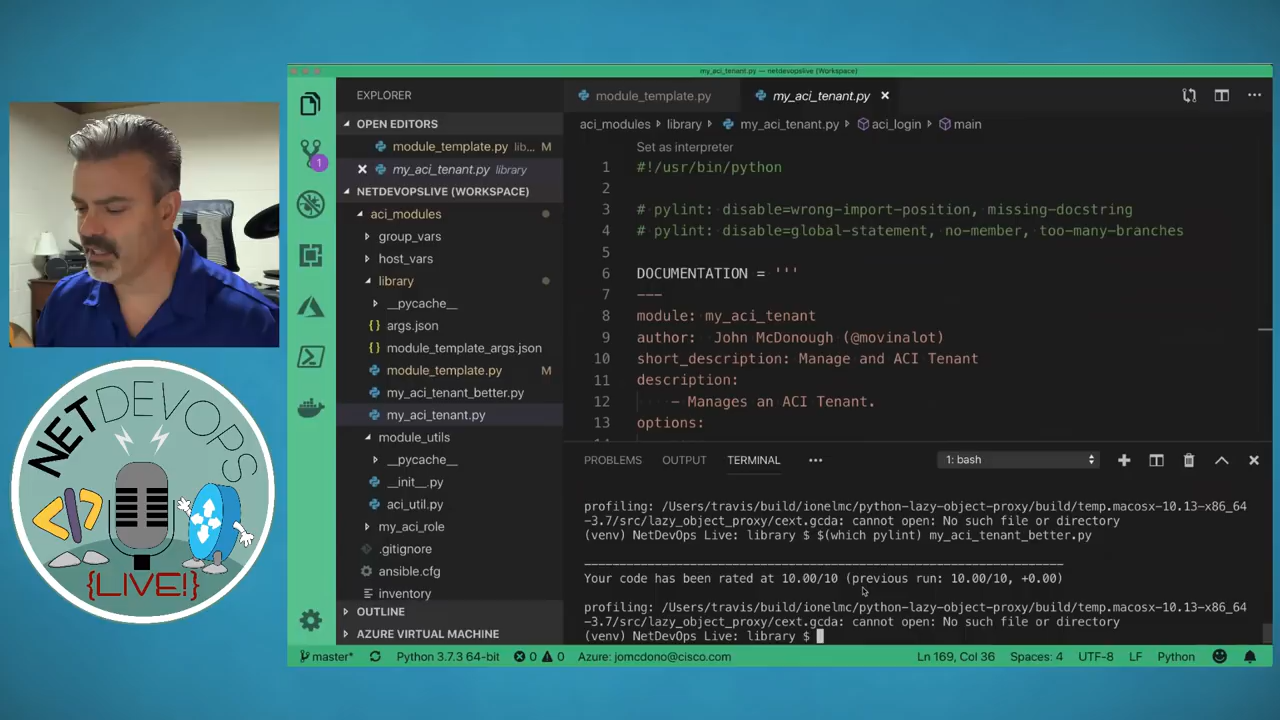 my_aci_tenant.py — netdevopslive (Workspace)
EXPLORER
OPEN EDITORS
module_template.py lib... M
my_aci_tenant.py library
NETDEVOPSLIVE (WORKSPACE)
aci_modules
group_vars
host_vars
library
__pycache__
args.json
module_template_args.json
module_template.py M
my_aci_tenant_better.py
my_aci_tenant.py
module_utils
__pycache__
__init__.py
aci_util.py
my_aci_role
.gitignore
ansible.cfg
inventory
OUTLINE
AZURE VIRTUAL MACHINE
1
module_template.py my_aci_tenant.py
aci_modules library my_aci_tenant.py aci_login main
Set as interpreter
1 #!/usr/bin/python
2
3 # pylint: disable=wrong-import-position, missing-docstring
4 # pylint: disable=global-statement, no-member, too-many-branches
5
6 DOCUMENTATION = '''
7 ---
8 module: my_aci_tenant
9 author: John McDonough (@movinalot)
10 short_description: Manage and ACI Tenant
11 description:
12 - Manages an ACI Tenant.
13 options:
PROBLEMS OUTPUT TERMINAL ••• 1: bash
profiling: /Users/travis/build/ionelmc/python-lazy-object-proxy/build/temp.macosx-10.13-x86_64
-3.7/src/lazy_object_proxy/cext.gcda: cannot open: No such file or directory
(venv) NetDevOps Live: library $ $(which pylint) my_aci_tenant_better.py
Your code has been rated at 10.00/10 (previous run: 10.00/10, +0.00)
profiling: /Users/travis/build/ionelmc/python-lazy-object-proxy/build/temp.macosx-10.13-x86_64
-3.7/src/lazy_object_proxy/cext.gcda: cannot open: No such file or directory
(venv) NetDevOps Live: library $
master* Python 3.7.3 64-bit 0 0 Azure: jomcdono@cisco.com Ln 169, Col 36 Spaces: 4 UTF-8 LF Python
NETDEVOPS
</>
{LIVE!}